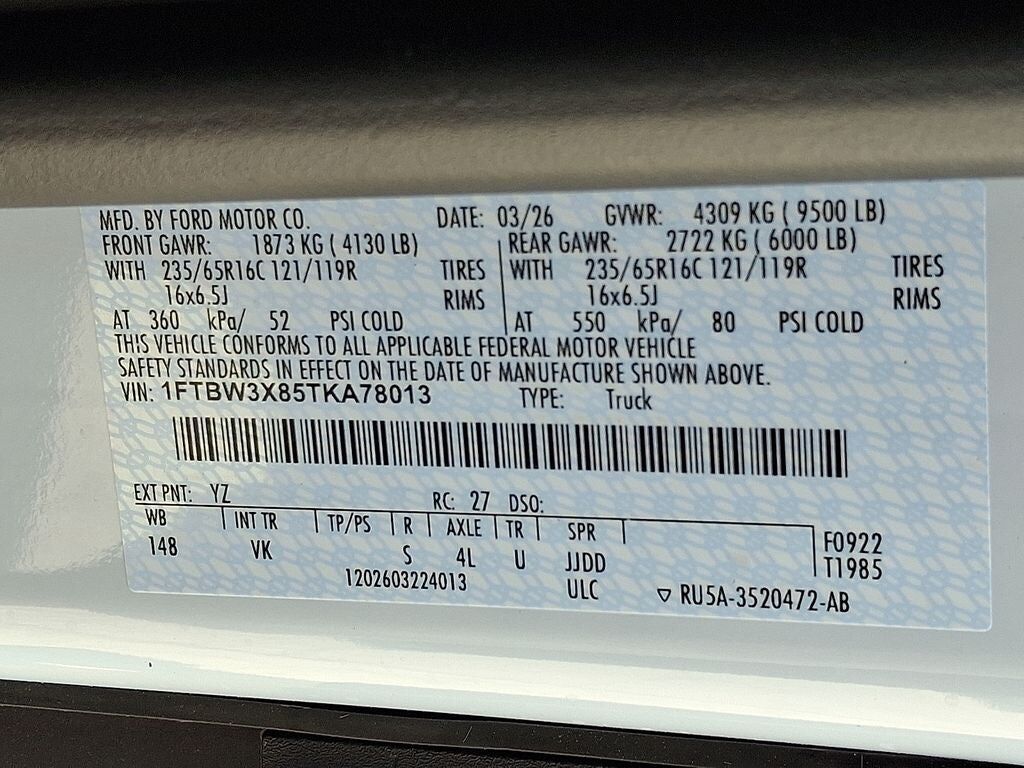 MFD. BY FORD MOTOR CO. DATE: 03/26 GVWR: 4309 KG ( 9500 LB)
FRONT GAWR: 1873 KG ( 4130 LB) REAR GAWR: 2722 KG ( 6000 LB)
WITH 235/65R16C 121/119R TIRES WITH 235/65R16C 121/119R TIRES
16x6.5J RIMS 16x6.5J RIMS
AT 360 kPa/ 52 PSI COLD AT 550 kPa/ 80 PSI COLD
THIS VEHICLE CONFORMS TO ALL APPLICABLE FEDERAL MOTOR VEHICLE
SAFETY STANDARDS IN EFFECT ON THE DATE OF MANUFACTURE SHOWN ABOVE.
VIN: 1FTBW3X85TKA78013 TYPE: Truck
EXT PNT: YZ RC: 27 DSO:
WB INT TR TP/PS R AXLE TR SPR F0922
148 VK S 4L U JJDD T1985
1202603224013 ULC ▽ RU5A-3520472-AB